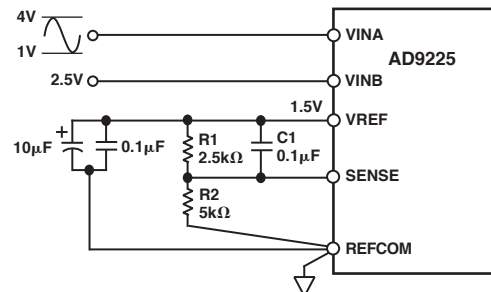 4V
1V
VINA
AD9225
2.5V
VINB
1.5V
VREF
10µF
+
0.1µF
R1
2.5kΩ
C1
0.1µF
SENSE
R2
5kΩ
REFCOM